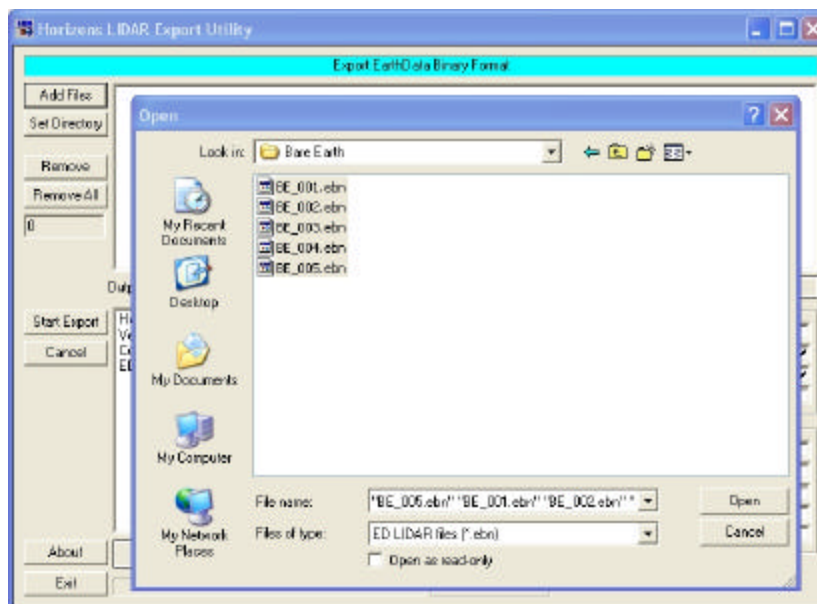 Horizons LIDAR Export Utility
Export EarthData Binary Format
Add Files
Set Directory
Remove
Remove All
0
Start Export
Cancel
About
Exit
Open
Look in:
Bare Earth
My Recent
Documents
Desktop
My Documents
My Computer
My Network
Places
BE_001.ebn
BE_002.ebn
BE_003.ebn
BE_004.ebn
BE_005.ebn
File name:
"BE_005.ebn" "BE_001.ebn" "BE_002.ebn" "
Open
Files of type:
ED LIDAR files (*.ebn)
Cancel
Open as read-only